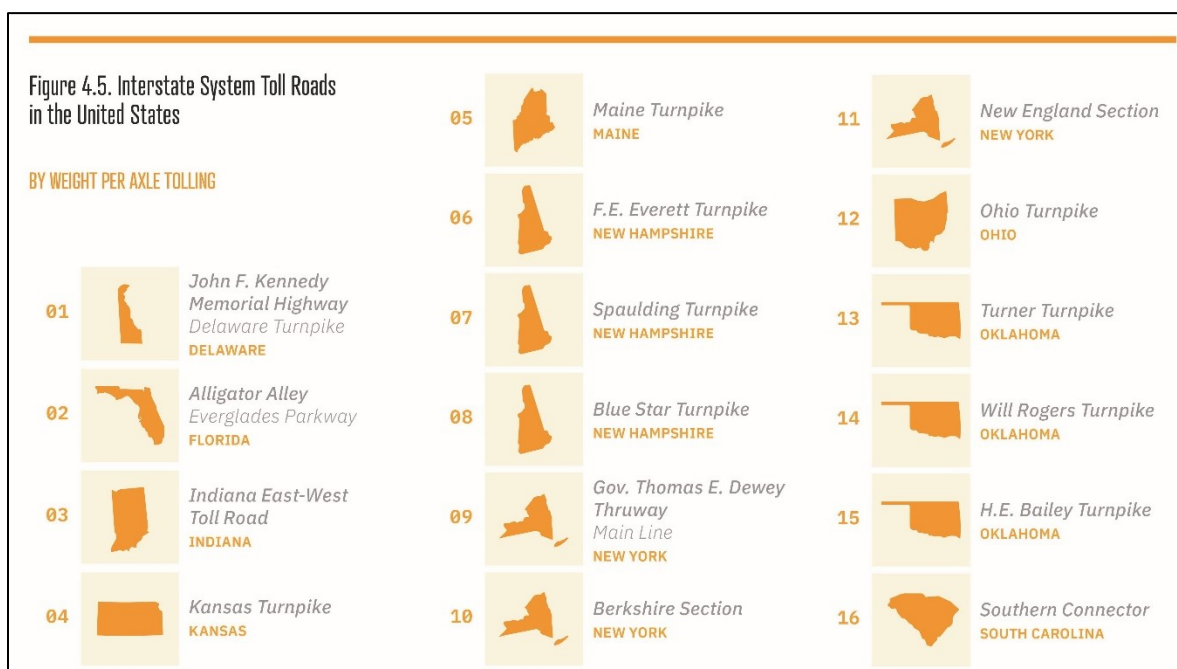 Figure 4.5. Interstate System Toll Roads
in the United States
BY WEIGHT PER AXLE TOLLING
01
John F. Kennedy
Memorial Highway
Delaware Turnpike
DELAWARE
02
Alligator Alley
Everglades Parkway
FLORIDA
03
Indiana East-West
Toll Road
INDIANA
04
Kansas Turnpike
KANSAS
05
Maine Turnpike
MAINE
06
F.E. Everett Turnpike
NEW HAMPSHIRE
07
Spaulding Turnpike
NEW HAMPSHIRE
08
Blue Star Turnpike
NEW HAMPSHIRE
09
Gov. Thomas E. Dewey
Thruway
Main Line
NEW YORK
10
Berkshire Section
NEW YORK
11
New England Section
NEW YORK
12
Ohio Turnpike
OHIO
13
Turner Turnpike
OKLAHOMA
14
Will Rogers Turnpike
OKLAHOMA
15
H.E. Bailey Turnpike
OKLAHOMA
16
Southern Connector
SOUTH CAROLINA